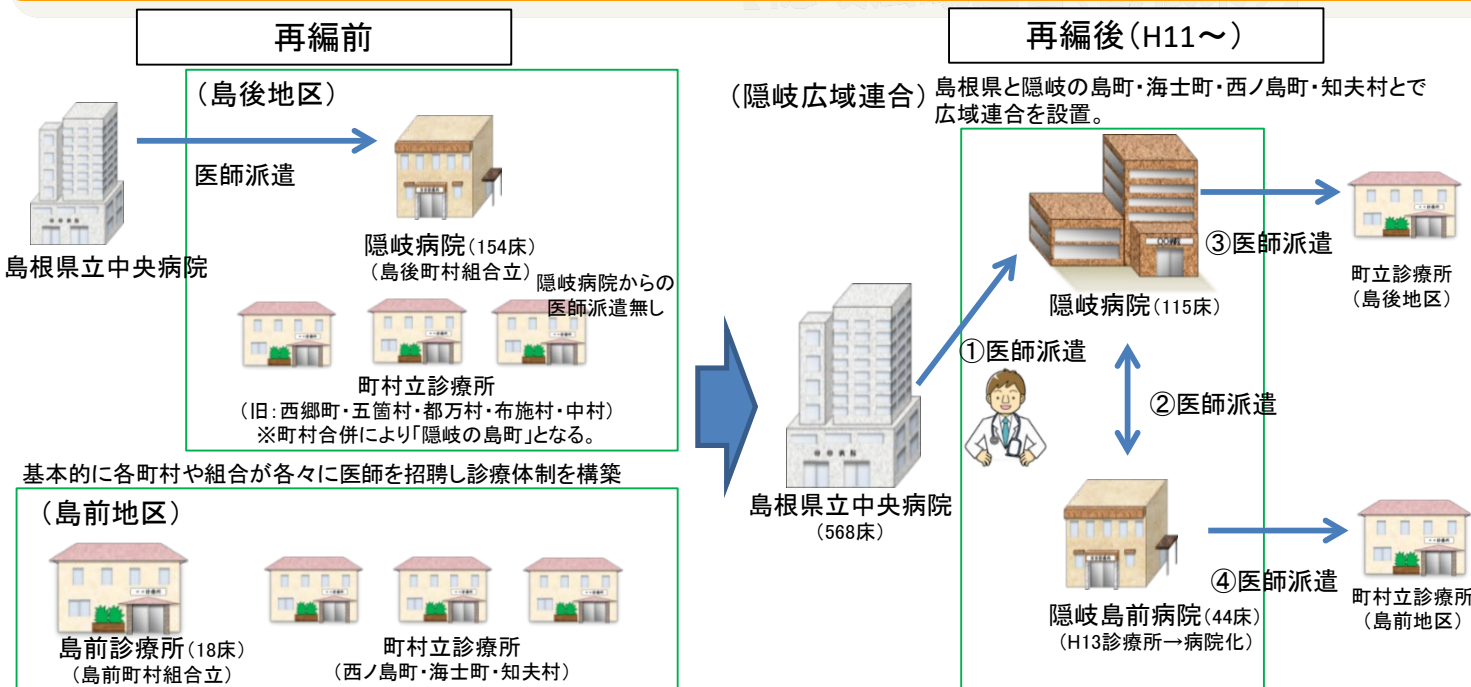 再編前
(島後地区)
医師派遣
島根県立中央病院
隠岐病院(154床)
(島後町村組合立)
隠岐病院からの
医師派遣無し
町村立診療所
(旧:西郷町・五箇村・都万村・布施村・中村)
※町村合併により「隠岐の島町」となる。
基本的に各町村や組合が各々に医師を招聘し診療体制を構築
(島前地区)
島前診療所(18床)
(島前町村組合立)
町村立診療所
(西ノ島町・海士町・知夫村)
再編後(H11~)
(隠岐広域連合)
島根県と隠岐の島町・海士町・西ノ島町・知夫村とで
広域連合を設置。
③医師派遣
町立診療所
(島後地区)
隠岐病院(115床)
①医師派遣
②医師派遣
島根県立中央病院
(568床)
④医師派遣
隠岐島前病院(44床)
(H13診療所→病院化)
町村立診療所
(島前地区)